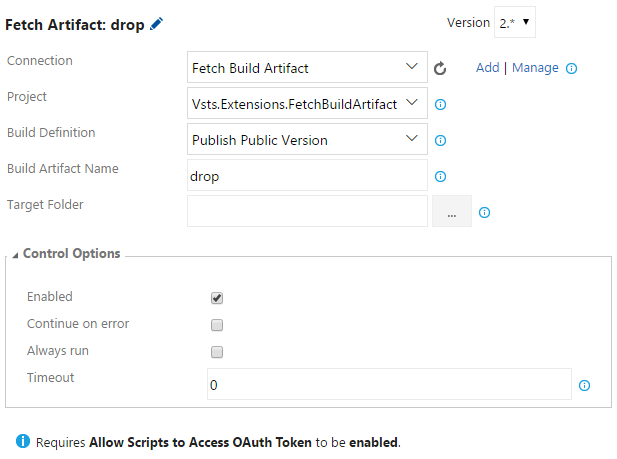 Fetch Artifact: drop Version 2.*
Connection Fetch Build Artifact Add | Manage
Project Vsts.Extensions.FetchBuildArtifact
Build Definition Publish Public Version
Build Artifact Name drop
Target Folder ...
Control Options
Enabled
Continue on error
Always run
Timeout 0
Requires Allow Scripts to Access OAuth Token to be enabled.